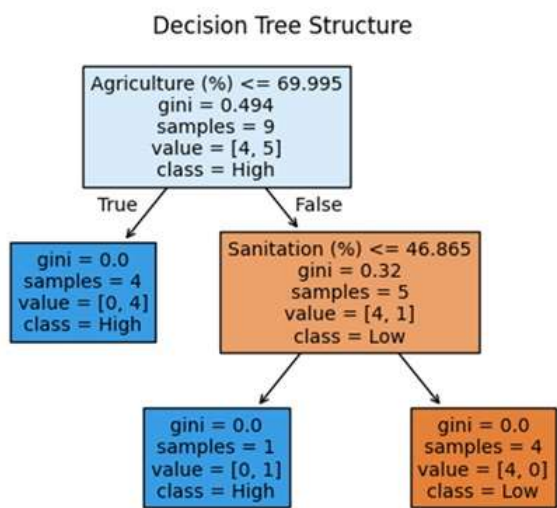 Decision Tree Structure
Agriculture (%) <= 69.995
gini = 0.494
samples = 9
value = [4, 5]
class = High
True
False
gini = 0.0
samples = 4
value = [0, 4]
class = High
Sanitation (%) <= 46.865
gini = 0.32
samples = 5
value = [4, 1]
class = Low
gini = 0.0
samples = 1
value = [0, 1]
class = High
gini = 0.0
samples = 4
value = [4, 0]
class = Low